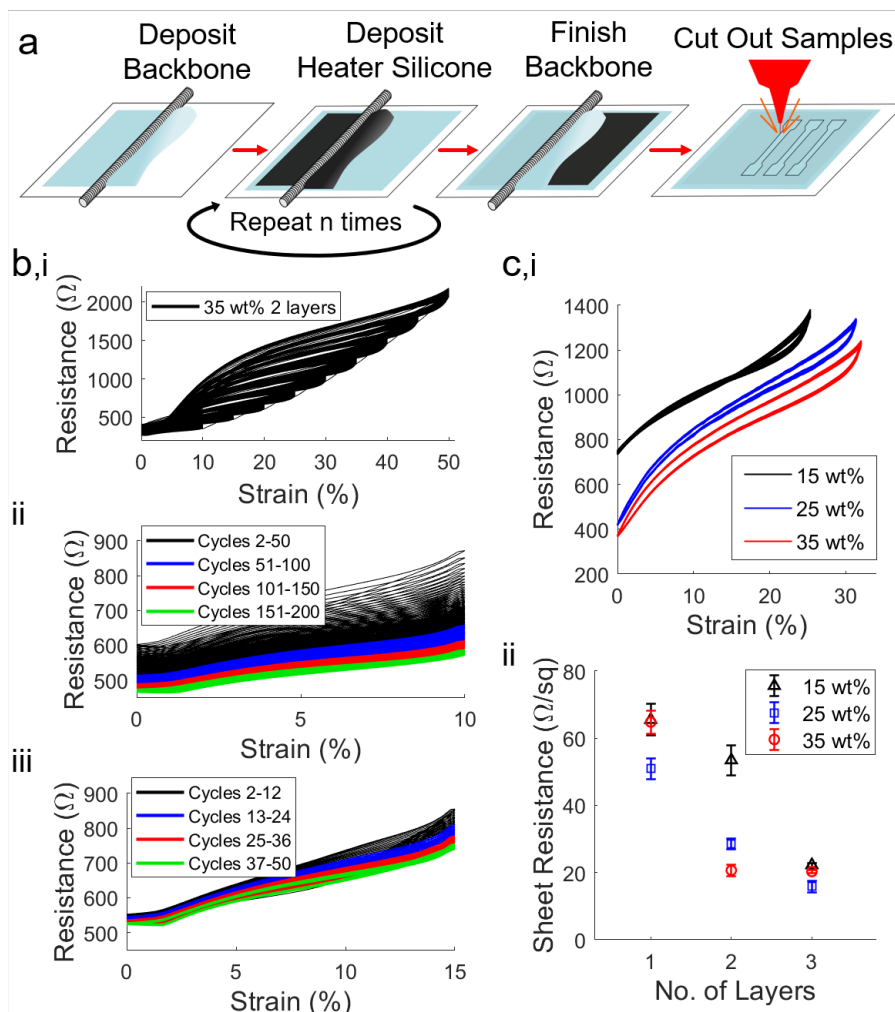 a
Deposit
Backbone
Deposit
Heater Silicone
Finish
Backbone
Cut Out Samples
Repeat n times
b,i
Resistance (Ω)
2000
1500
1000
500
35 wt% 2 layers
0 10 20 30 40 50
Strain (%)
ii
Resistance (Ω)
900
800
700
600
500
Cycles 2-50
Cycles 51-100
Cycles 101-150
Cycles 151-200
0 5 10
Strain (%)
iii
Resistance (Ω)
900
800
700
600
500
Cycles 2-12
Cycles 13-24
Cycles 25-36
Cycles 37-50
0 5 10 15
Strain (%)
c,i
Resistance (Ω)
1400
1200
1000
800
600
400
200
15 wt%
25 wt%
35 wt%
0 10 20 30
Strain (%)
ii
Sheet Resistance (Ω/sq)
80
60
40
20
0
15 wt%
25 wt%
35 wt%
1 2 3
No. of Layers